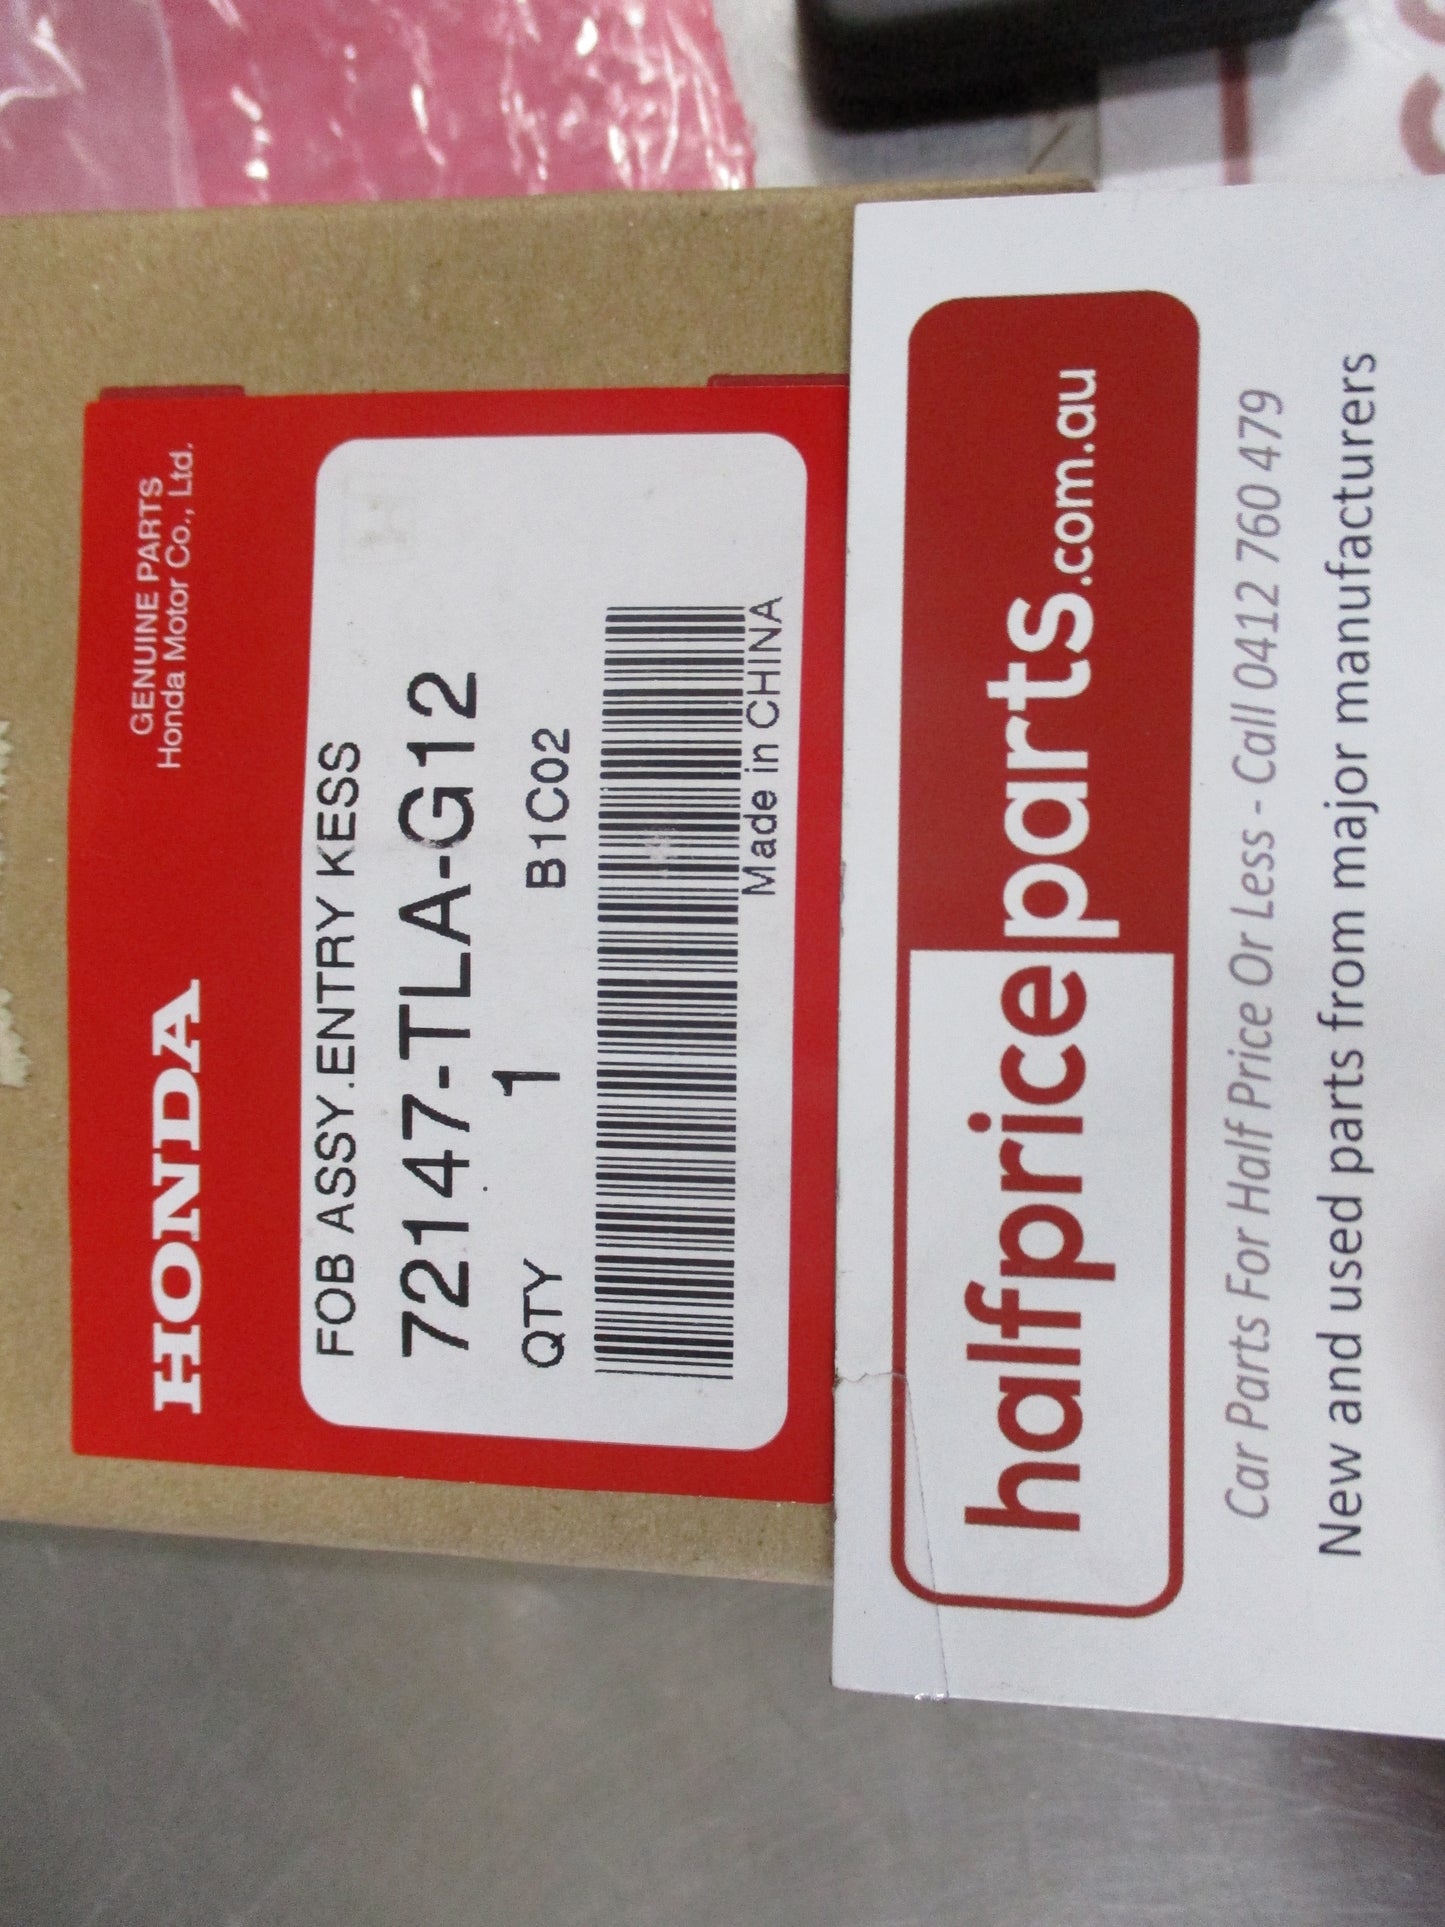 HONDA
GENUINE PARTS
Honda Motor Co., Ltd.
FOB ASSY.ENTRY KESS
72147-TLA-G12
QTY 1 B1C02
Made in CHINA
halfpriceparts.com.au
Car Parts For Half Price Or Less - Call 0412 760 479
New and used parts from major manufacturers